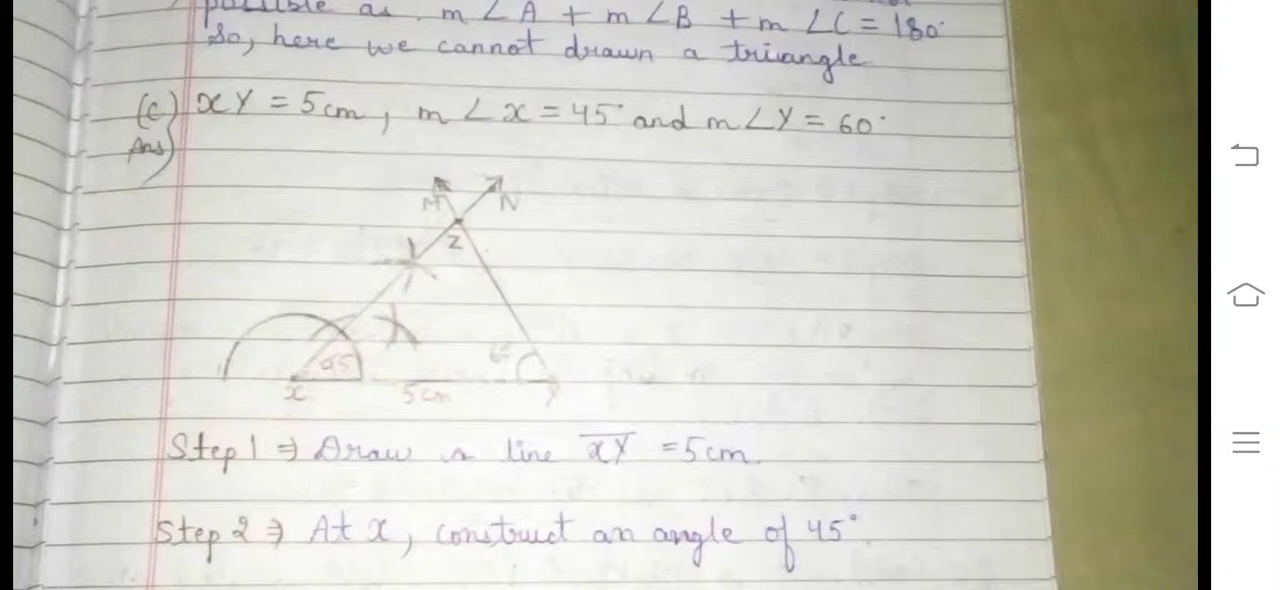 possible as m∠A + m∠B + m∠C = 180°
So, here we cannot drawn a triangle
(c) XY = 5cm, m∠x = 45° and m∠Y = 60°
Ans)
M N
Z
45
x 5cm
Step 1 ⇒ Draw a line XY = 5cm
Step 2 ⇒ At x, construct an angle of 45°.